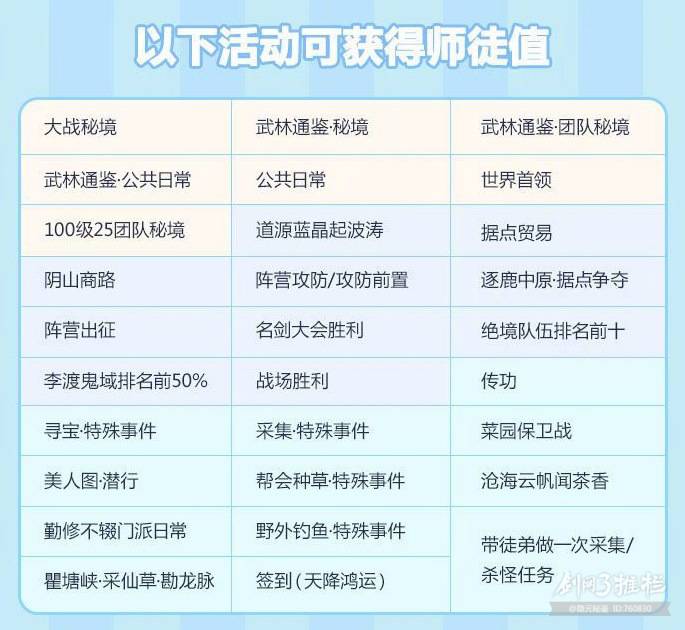 以下活动可获得师徒值
大战秘境
武林通鉴·秘境
武林通鉴·团队秘境
武林通鉴·公共日常
公共日常
世界首领
100级25团队秘境
道源蓝晶起波涛
据点贸易
阴山商路
阵营攻防/攻防前置
逐鹿中原·据点争夺
阵营出征
名剑大会胜利
绝境队伍排名前十
李渡鬼域排名前50%
战场胜利
传功
寻宝·特殊事件
采集·特殊事件
菜园保卫战
美人图·潜行
帮会种草·特殊事件
沧海云帆闻茶香
勤修不辍门派日常
野外钓鱼·特殊事件
带徒弟做一次采集/
杀怪任务
瞿塘峡·采仙草·勘龙脉
签到(天降鸿运)
剑网3推栏
@隐元秘鉴 ID:760830